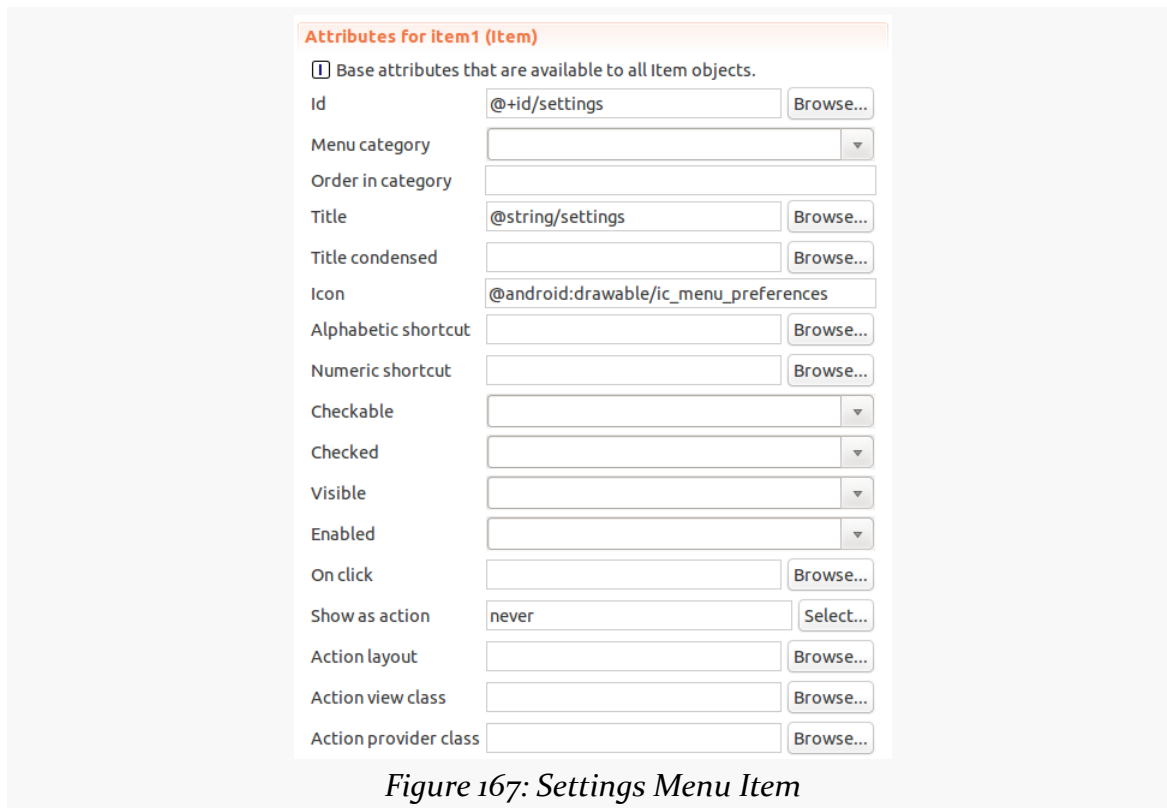 Attributes for item1 (Item)
I Base attributes that are available to all Item objects.
Id @+id/settings Browse...
Menu category
Order in category
Title @string/settings Browse...
Title condensed Browse...
Icon @android:drawable/ic_menu_preferences
Alphabetic shortcut Browse...
Numeric shortcut Browse...
Checkable
Checked
Visible
Enabled
On click Browse...
Show as action never Select...
Action layout Browse...
Action view class Browse...
Action provider class Browse...
Figure 167: Settings Menu Item